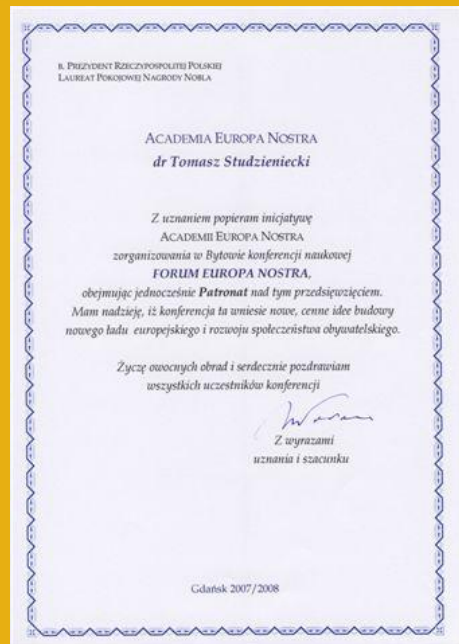 B. PREZYDENT RZECZYPOSPOLITEJ POLSKIEJ
LAUREAT POKOJOWEJ NAGRODY NOBLA
ACADEMIA EUROPA NOSTRA
dr Tomasz Studzieniecki
Z uznaniem popieram inicjatywę
ACADEMII EUROPA NOSTRA
zorganizowania w Bytowie konferencji naukowej
FORUM EUROPA NOSTRA,
obejmując jednocześnie Patronat nad tym przedsięwzięciem.
Mam nadzieję, iż konferencja ta wniesie nowe, cenne idee budowy
nowego ładu europejskiego i rozwoju społeczeństwa obywatelskiego.
Życzę owocnych obrad i serdecznie pozdrawiam
wszystkich uczestników konferencji
Z wyrazami
uznania i szacunku
Gdańsk 2007/2008